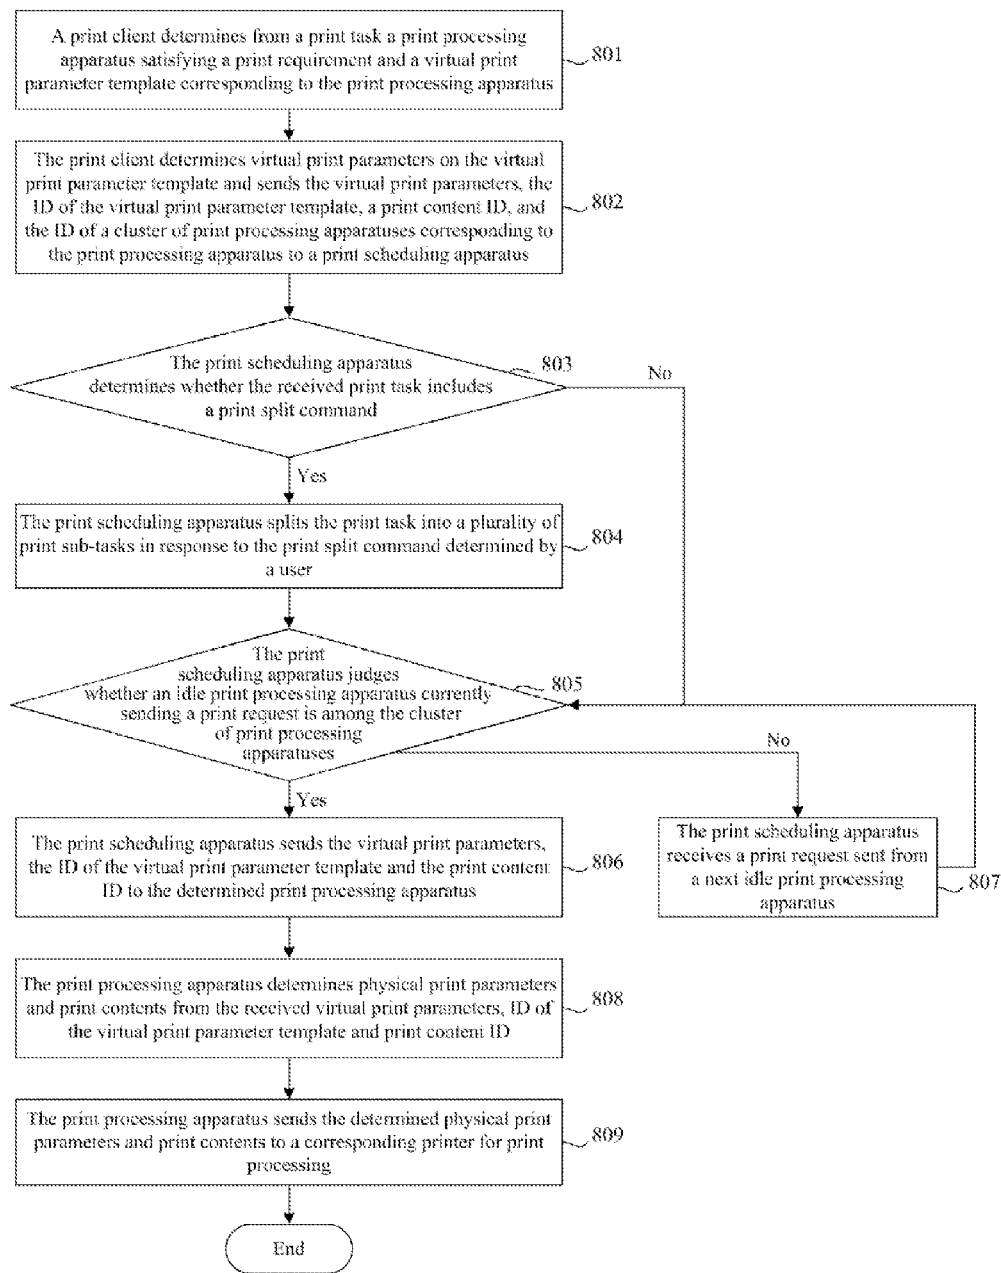 A print client determines from a print task a print processing
apparatus satisfying a print requirement and a virtual print
parameter template corresponding to the print processing apparatus
801
The print client determines virtual print parameters on the virtual
print parameter template and sends the virtual print parameters, the
ID of the virtual print parameter template, a print content ID, and
the ID of a cluster of print processing apparatuses corresponding to
the print processing apparatus to a print scheduling apparatus
802
The print scheduling apparatus
determines whether the received print task includes
a print split command
803
No
Yes
The print scheduling apparatus splits the print task into a plurality of
print sub-tasks in response to the print split command determined by
a user
804
The print
scheduling apparatus judges
whether an idle print processing apparatus currently
sending a print request is among the cluster
of print processing
apparatuses
805
No
Yes
The print scheduling apparatus sends the virtual print parameters,
the ID of the virtual print parameter template and the print content
ID to the determined print processing apparatus
806
The print scheduling apparatus
receives a print request sent from
a next idle print processing
apparatus
807
The print processing apparatus determines physical print parameters
and print contents from the received virtual print parameters, ID of
the virtual print parameter template and print content ID
808
The print processing apparatus sends the determined physical print
parameters and print contents to a corresponding printer for print
processing
809
End